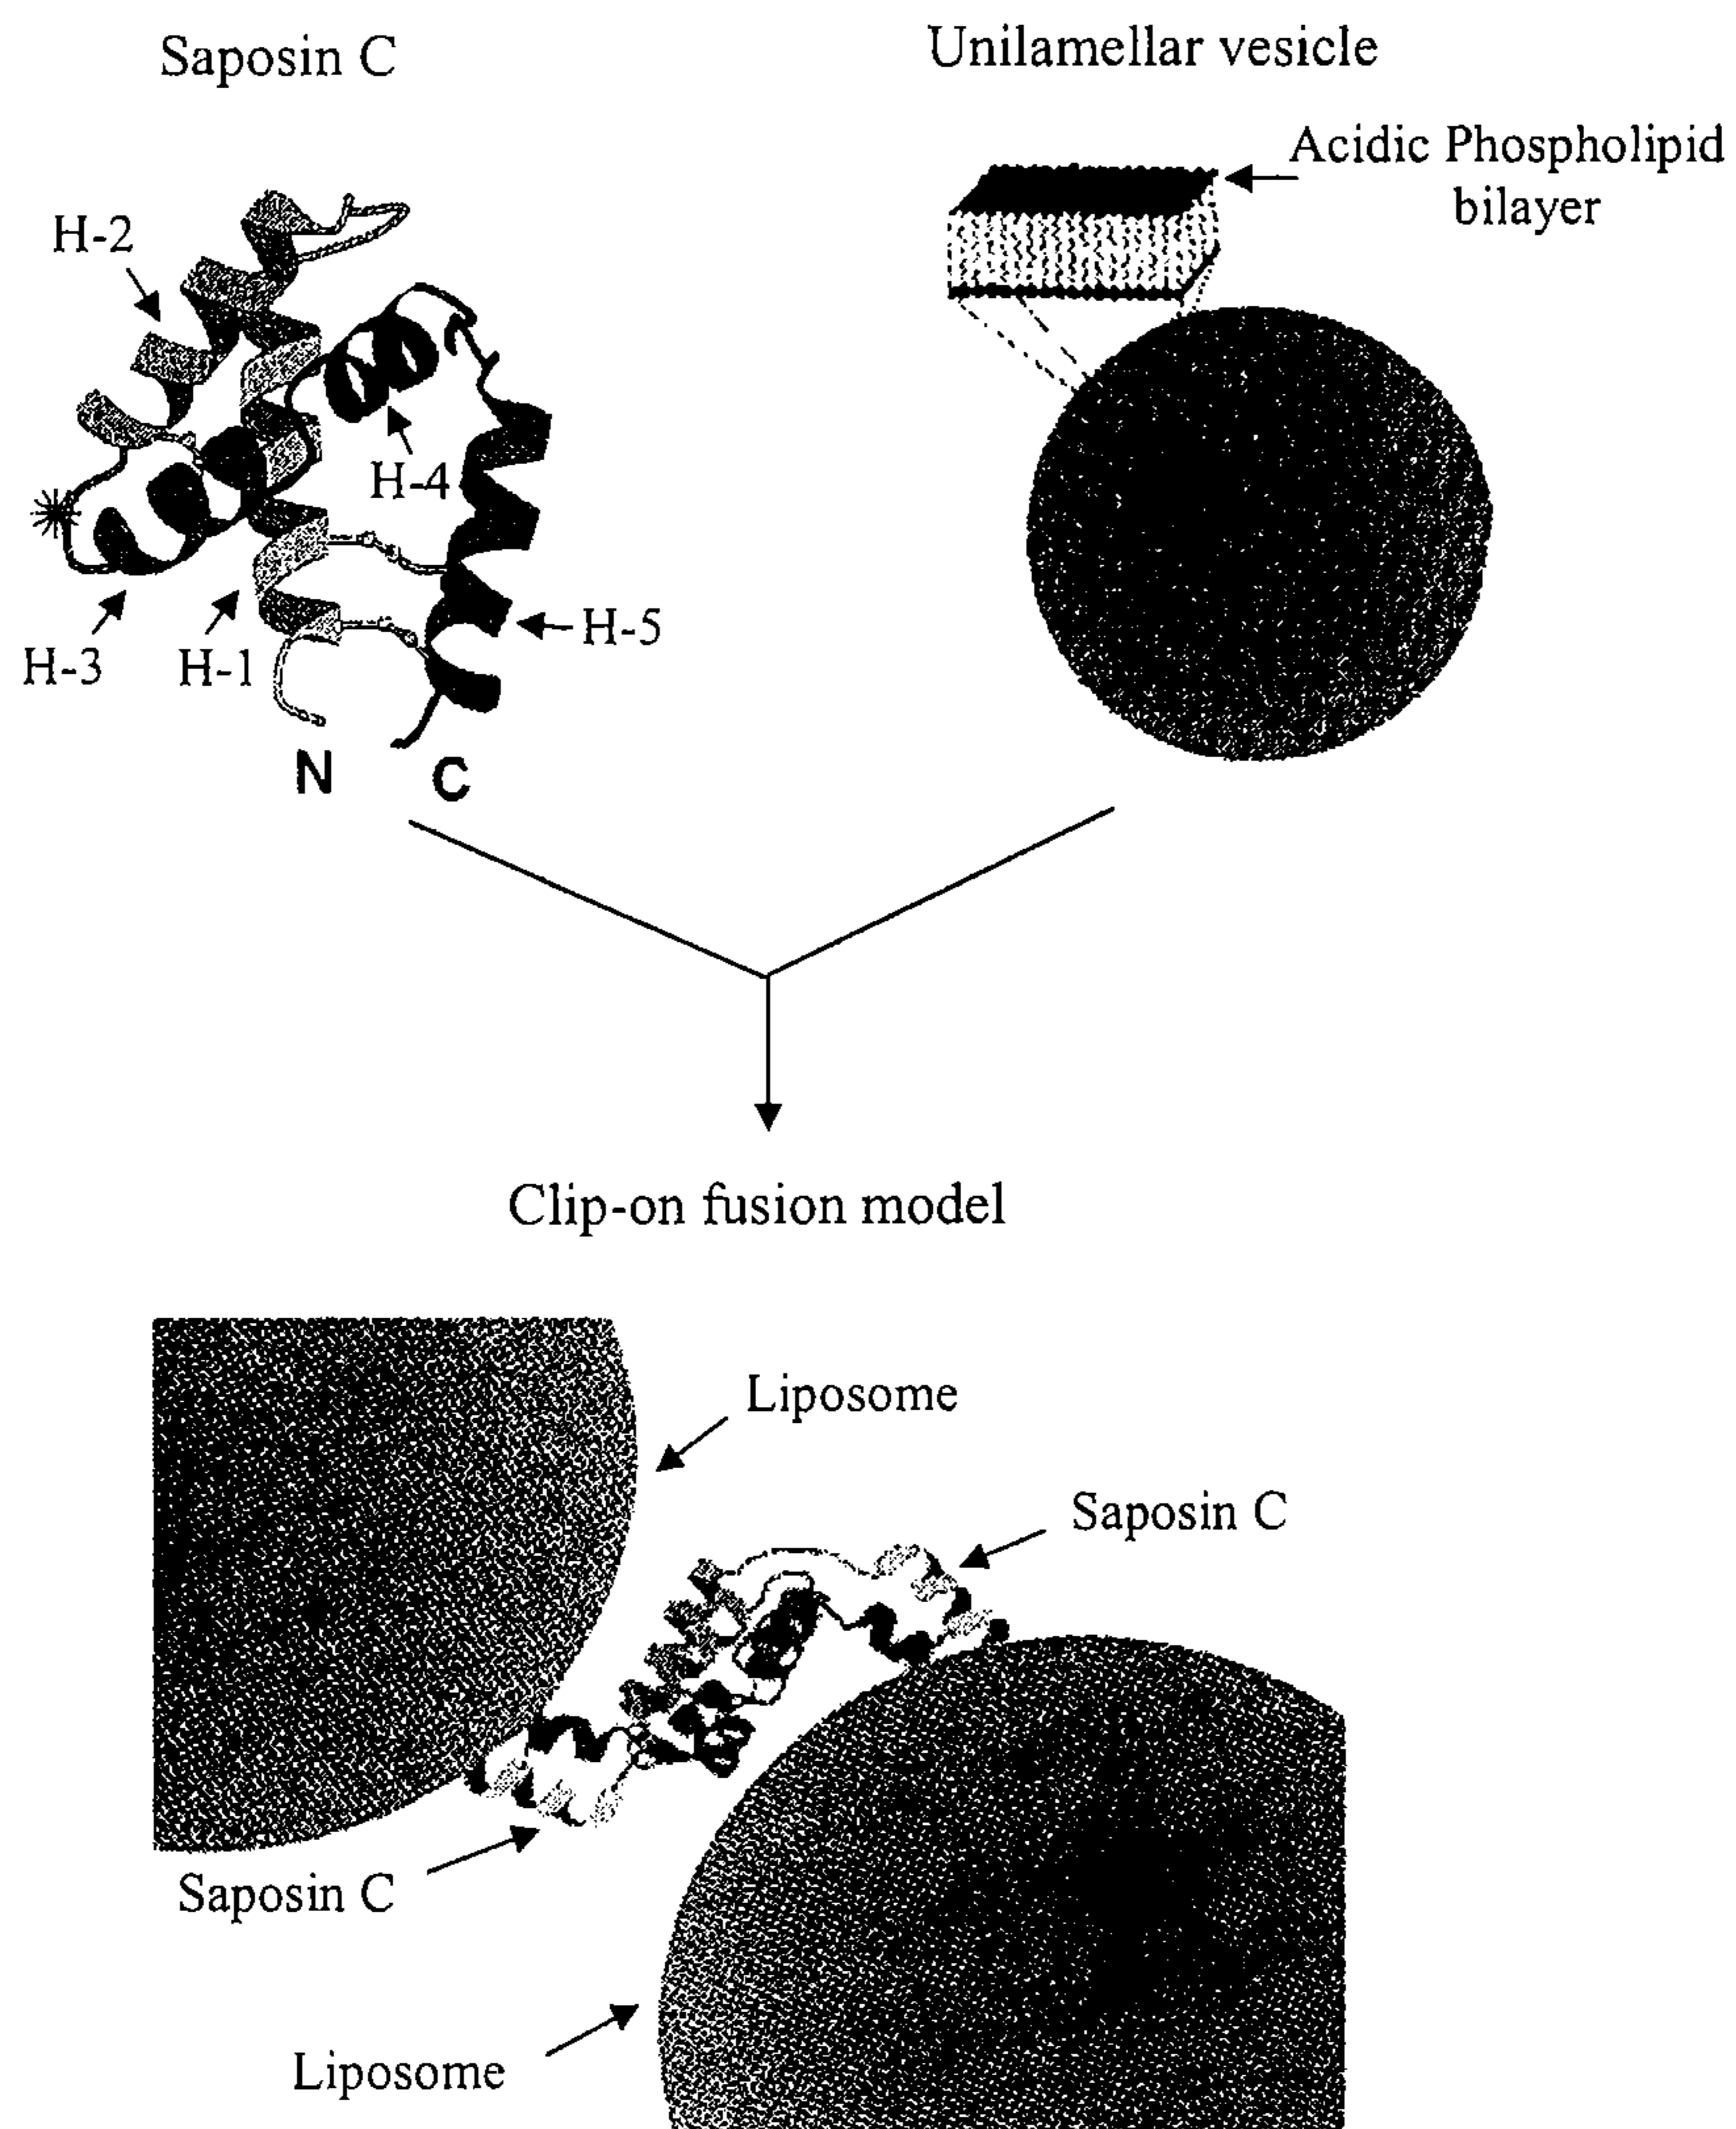 Saposin C
Unilamellar vesicle
Acidic Phospholipid
bilayer
H-2
H-4
H-5
H-3
H-1
N
C
Clip-on fusion model
Liposome
Saposin C
Saposin C
Liposome